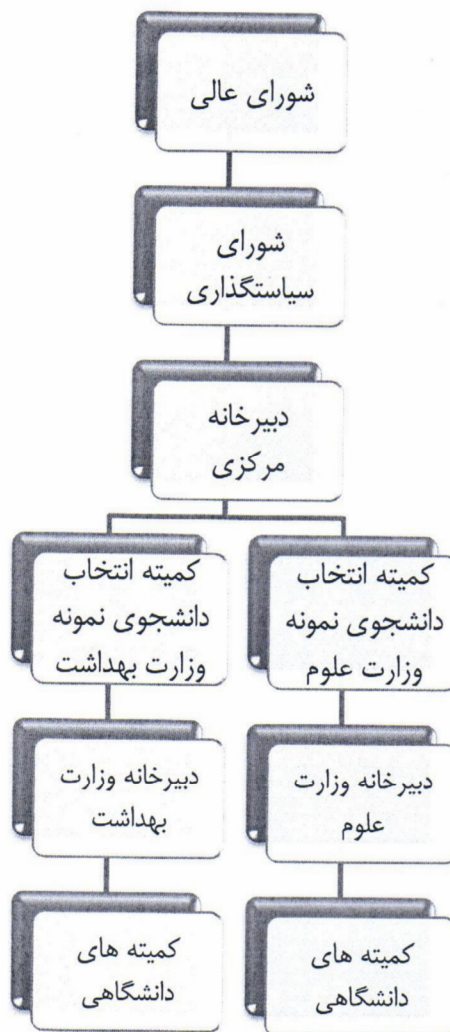 شورای عالی
شورای
سیاستگذاری
دبیرخانه
مرکزی
کمیته انتخاب
دانشجوی نمونه
وزارت علوم
دبیرخانه وزارت
علوم
کمیته های
دانشگاهی
کمیته انتخاب
دانشجوی نمونه
وزارت بهداشت
دبیرخانه وزارت
بهداشت
کمیته های
دانشگاهی